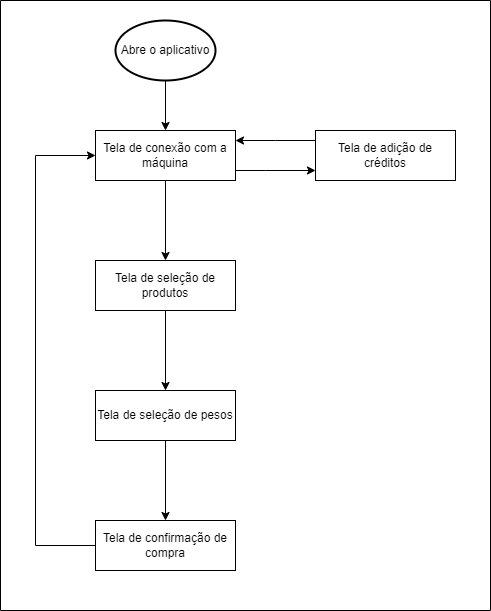 Abre o aplicativo
Tela de conexão com a
máquina
Tela de adição de
créditos
Tela de seleção de
produtos
Tela de seleção de pesos
Tela de confirmação de
compra